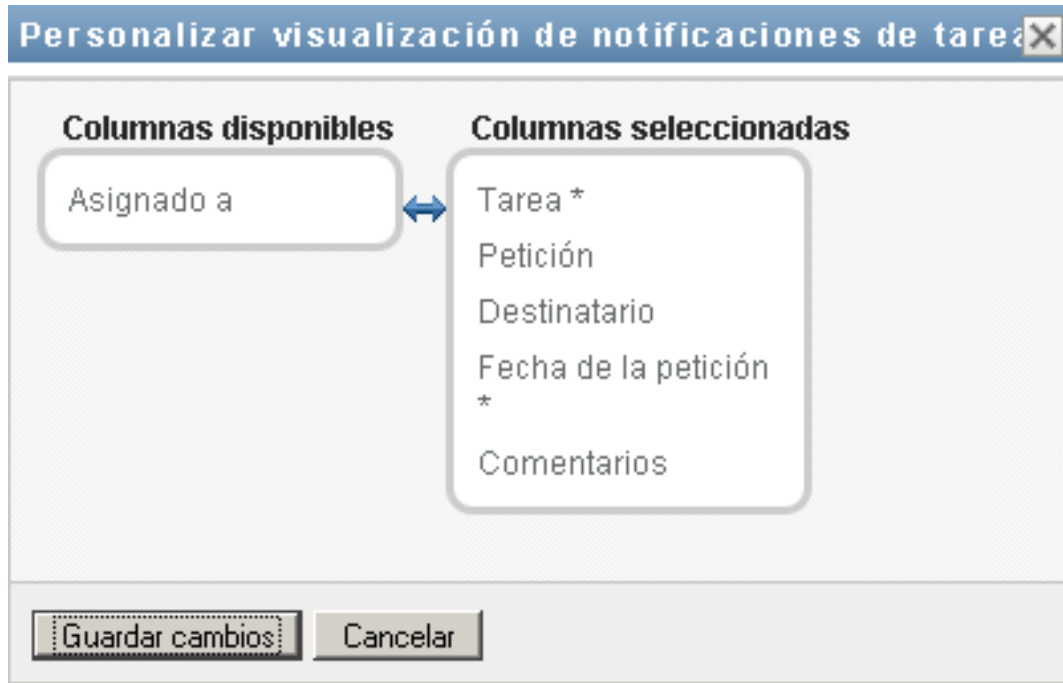 Personalizar visualización de notificaciones de tarea
Columnas disponibles
Columnas seleccionadas
Asignado a
Tarea *
Petición
Destinatario
Fecha de la petición
*
Comentarios
Guardar cambios
Cancelar